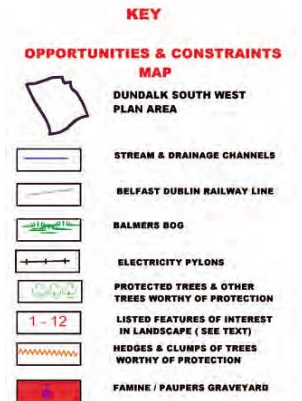 KEY
OPPORTUNITIES & CONSTRAINTS
MAP
DUNDALK SOUTH WEST
PLAN AREA
STREAM & DRAINAGE CHANNELS
BELFAST DUBLIN RAILWAY LINE
BALMERS BOG
ELECTRICITY PYLONS
PROTECTED TREES & OTHER
TREES WORTHY OF PROTECTION
1 - 12
LISTED FEATURES OF INTEREST
IN LANDSCAPE ( SEE TEXT)
HEDGES & CLUMPS OF TREES
WORTHY OF PROTECTION
FAMINE / PAUPERS GRAVEYARD